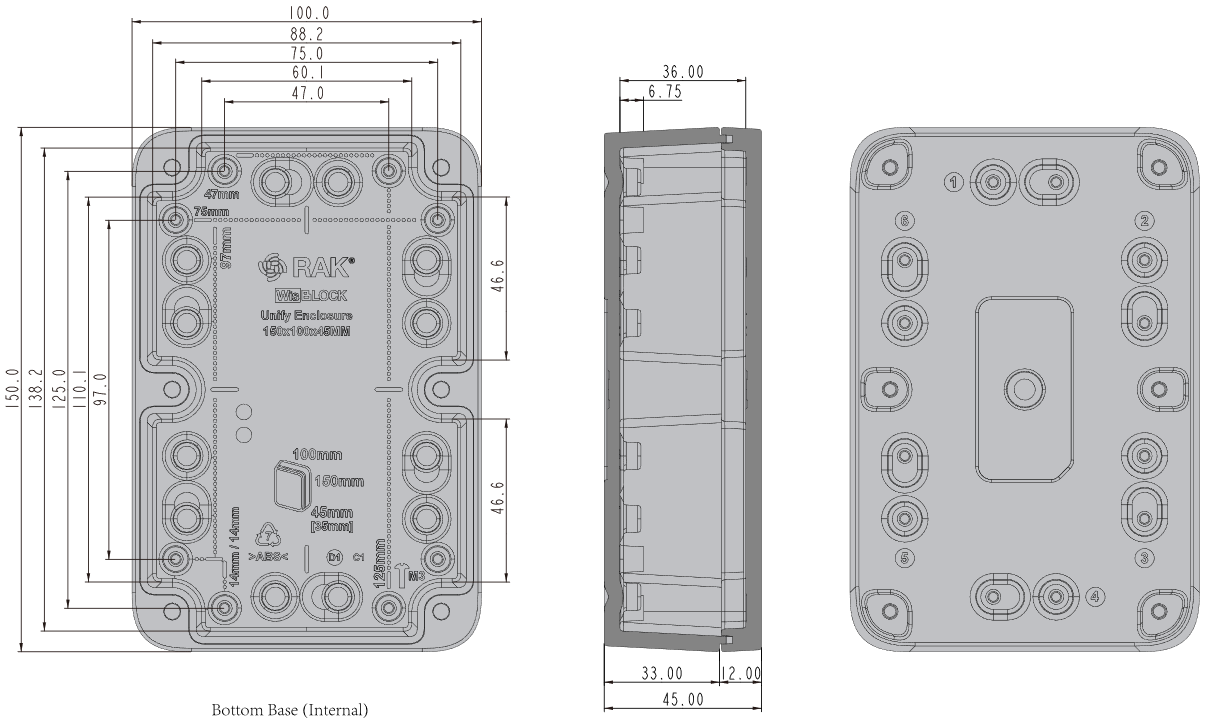 100.0
88.2
75.0
60.1
47.0
36.00
6.75
47mm
75mm
97mm
RAK®
WisBLOCK
Unify Enclosure
150x100x45MM
46.6
150.0
138.2
125.0
110.1
97.0
100mm
150mm
45mm
[35mm]
46.6
14mm / 14mm
7
>ABS<
D1
C1
125mm
M3
1
6
2
5
3
4
33.00
12.00
45.00
Bottom Base (Internal)